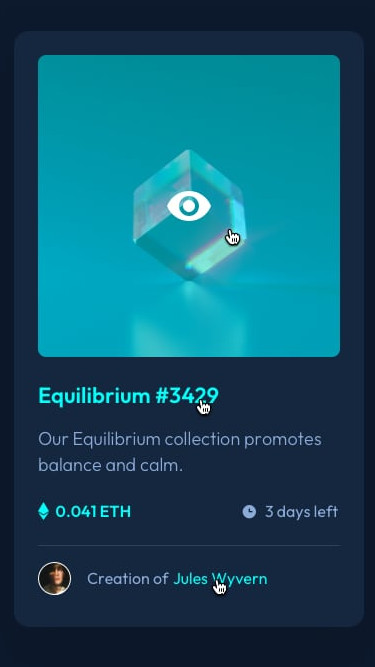 Equilibrium #3429
Our Equilibrium collection promotes
balance and calm.
0.041 ETH
3 days left
Creation of Jules Wyvern